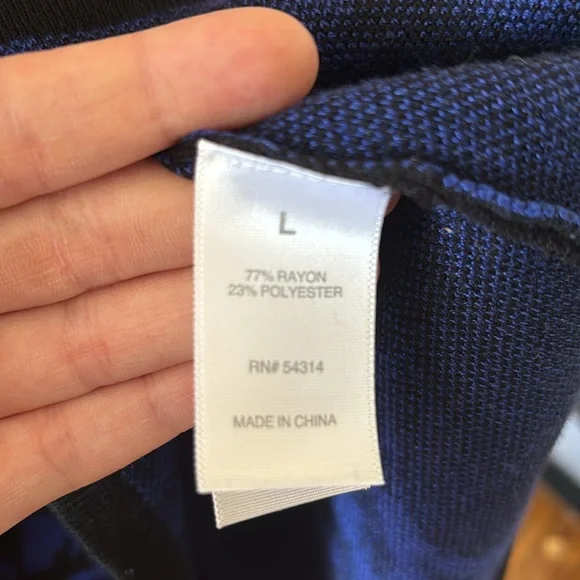 L
77% RAYON
23% POLYESTER
RN# 54314
MADE IN CHINA